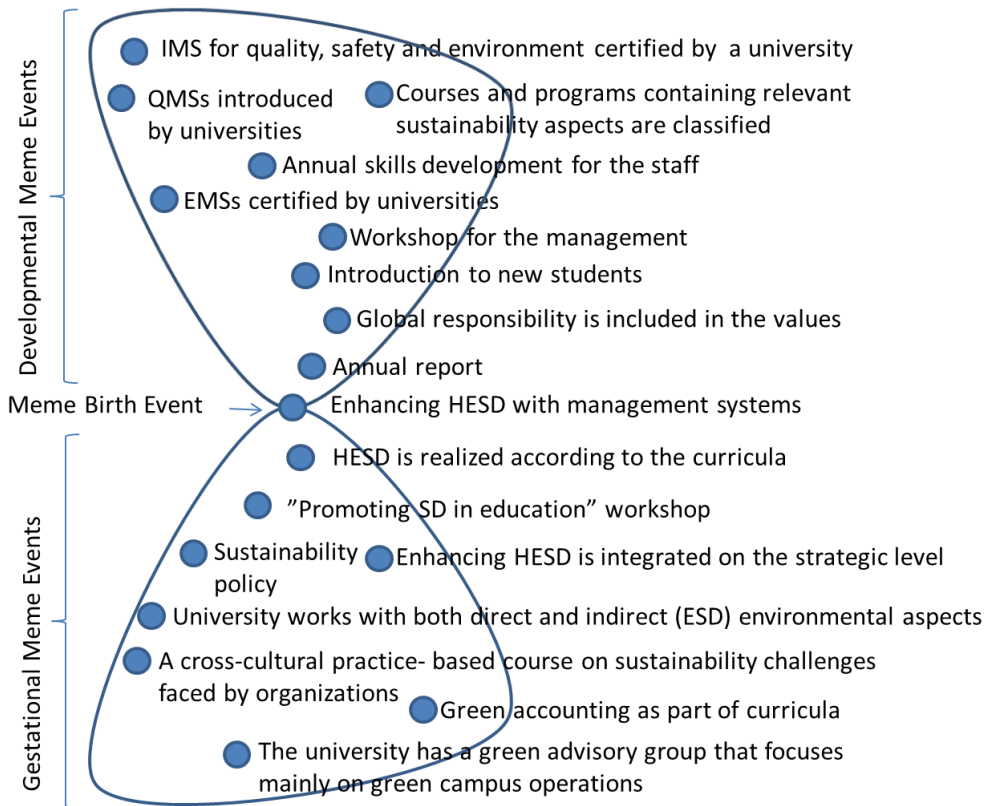 Developmental Meme Events
IMS for quality, safety and environment certified by a university
QMSs introduced
by universities
Courses and programs containing relevant
sustainability aspects are classified
Annual skills development for the staff
EMSs certified by universities
Workshop for the management
Introduction to new students
Global responsibility is included in the values
Annual report
Meme Birth Event
Enhancing HESD with management systems
Gestational Meme Events
HESD is realized according to the curricula
”Promoting SD in education” workshop
Sustainability
policy
Enhancing HESD is integrated on the strategic level
University works with both direct and indirect (ESD) environmental aspects
A cross-cultural practice- based course on sustainability challenges
faced by organizations
Green accounting as part of curricula
The university has a green advisory group that focuses
mainly on green campus operations